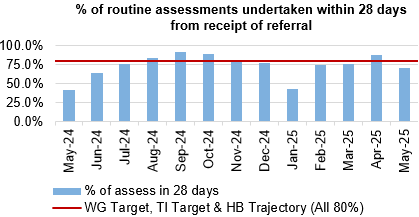 % of routine assessments undertaken within 28 days
from receipt of referral
100.0%
75.0%
50.0%
25.0%
0.0%
May-24
Jun-24
Jul-24
Aug-24
Sep-24
Oct-24
Nov-24
Dec-24
Jan-25
Feb-25
Mar-25
Apr-25
May-25
% of assess in 28 days
WG Target, TI Target & HB Trajectory (All 80%)